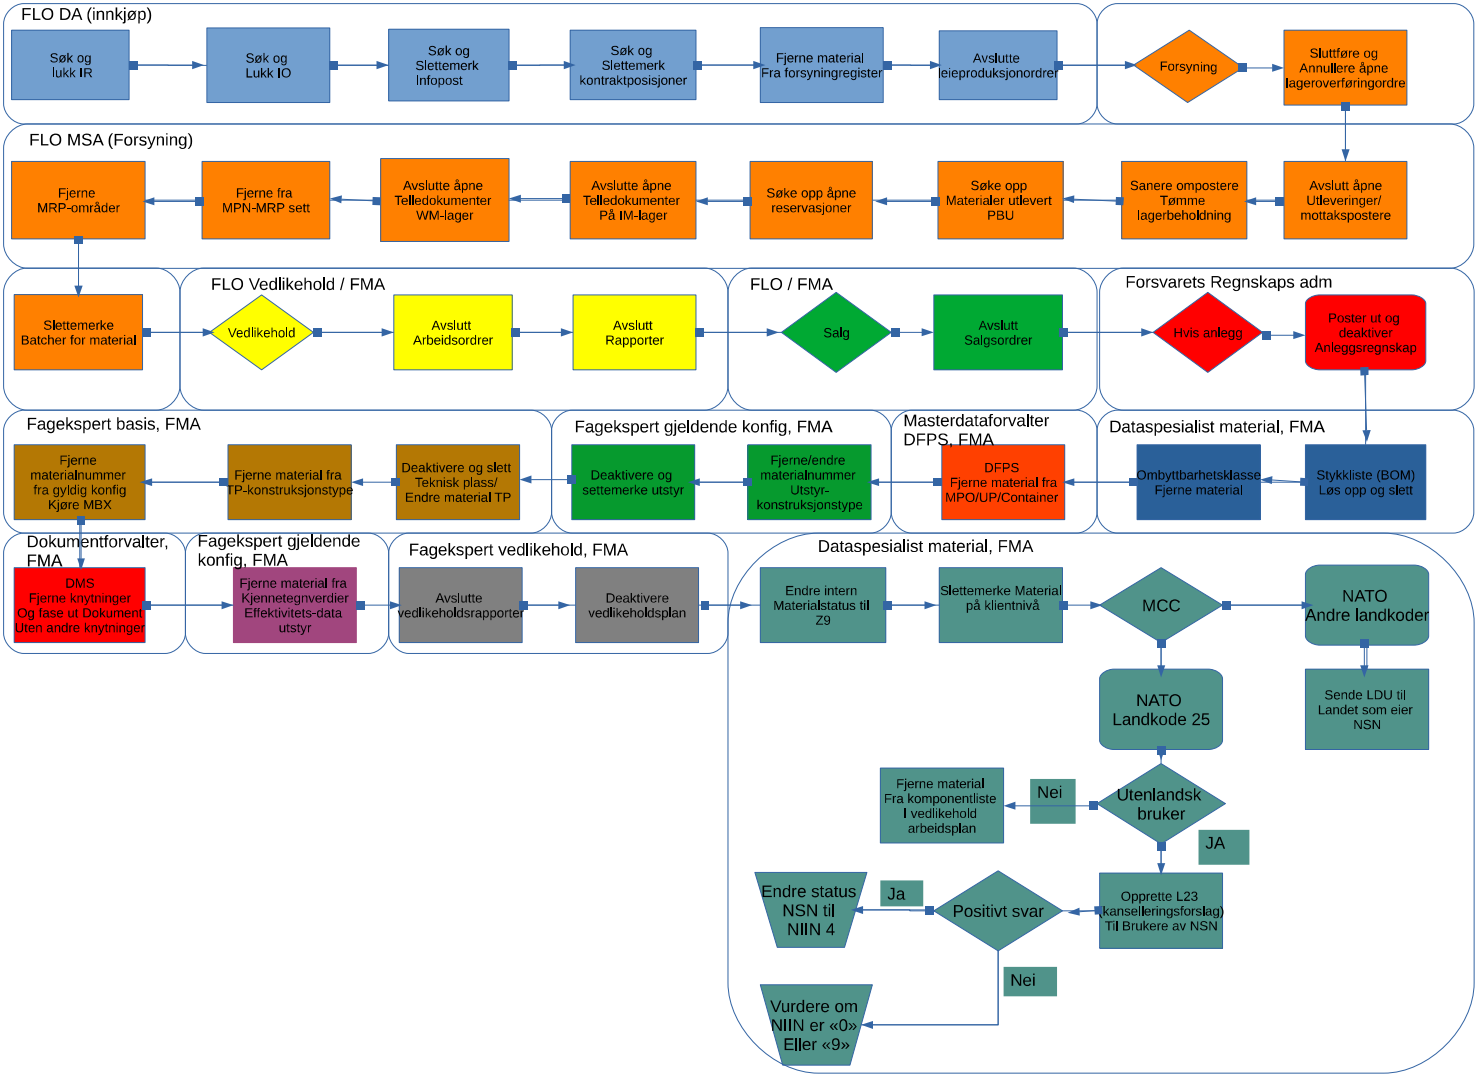 FLO DA (innkjøp)
Søk og
lukk IR
Søk og
Lukk IO
Søk og
Slettemerk
Infopost
Søk og
Slettemerk
kontraktposisjoner
Fjerne material
Fra forsyningregister
Avslutte
leieproduksjonordrer
Forsyning
Sluttføre og
Annullere åpne
lageroverføringordre
FLO MSA (Forsyning)
Fjerne
MRP-områder
Fjerne fra
MPN-MRP sett
Avslutte åpne
Telledokumenter
WM-lager
Avslutte åpne
Telledokumenter
På IM-lager
Søke opp åpne
reservasjoner
Søke opp
Materialer utlevert
PBU
Sanere ompostere
Tømme
lagerbeholdning
Avslutt åpne
Utleveringer/
mottakspostere
Slettemerke
Batcher for material
FLO Vedlikehold / FMA
Vedlikehold
Avslutt
Arbeidsordrer
Avslutt
Rapporter
FLO / FMA
Salg
Avslutt
Salgsordrer
Forsvarets Regnskaps adm
Hvis anlegg
Poster ut og
deaktiver
Anleggsregnskap
Fagekspert basis, FMA
Fjerne
materialnummer
fra gyldig konfig
Kjøre MBX
Fjerne material fra
TP-konstruksjonstype
Deaktivere og slett
Teknisk plass/
Endre material TP
Fagekspert gjeldende konfig, FMA
Deaktivere og
settemerke utstyr
Fjerne/endre
materialnummer
Utstyr-
konstruksjonstype
Masterdataforvalter
DFPS, FMA
DFPS
Fjerne material fra
MPO/UP/Container
Dataspesialist material, FMA
Ombyttbarhetsklasse
Fjerne material
Stykkliste (BOM)
Løs opp og slett
Dokumentforvalter,
FMA
DMS
Fjerne knytninger
Og fase ut Dokument
Uten andre knytninger
Fagekspert gjeldende
konfig, FMA
Fjerne material fra
Kjennetegnverdier
Effektivitets-data
utstyr
Fagekspert vedlikehold, FMA
Avslutte
vedlikeholdsrapporter
Deaktivere
vedlikeholdsplan
Dataspesialist material, FMA
Endre intern
Materialstatus til
Z9
Slettemerke Material
på klientnivå
MCC
NATO
Andre landkoder
NATO
Landkode 25
Sende LDU til
Landet som eier
NSN
Utenlandsk
bruker
Nei
Fjerne material
Fra komponentliste
I vedlikehold
arbeidsplan
JA
Opprette L23
(kanselleringsforslag)
Til Brukere av NSN
Positivt svar
Ja
Endre status
NSN til
NIIN 4
Nei
Vurdere om
NIIN er «0»
Eller «9»